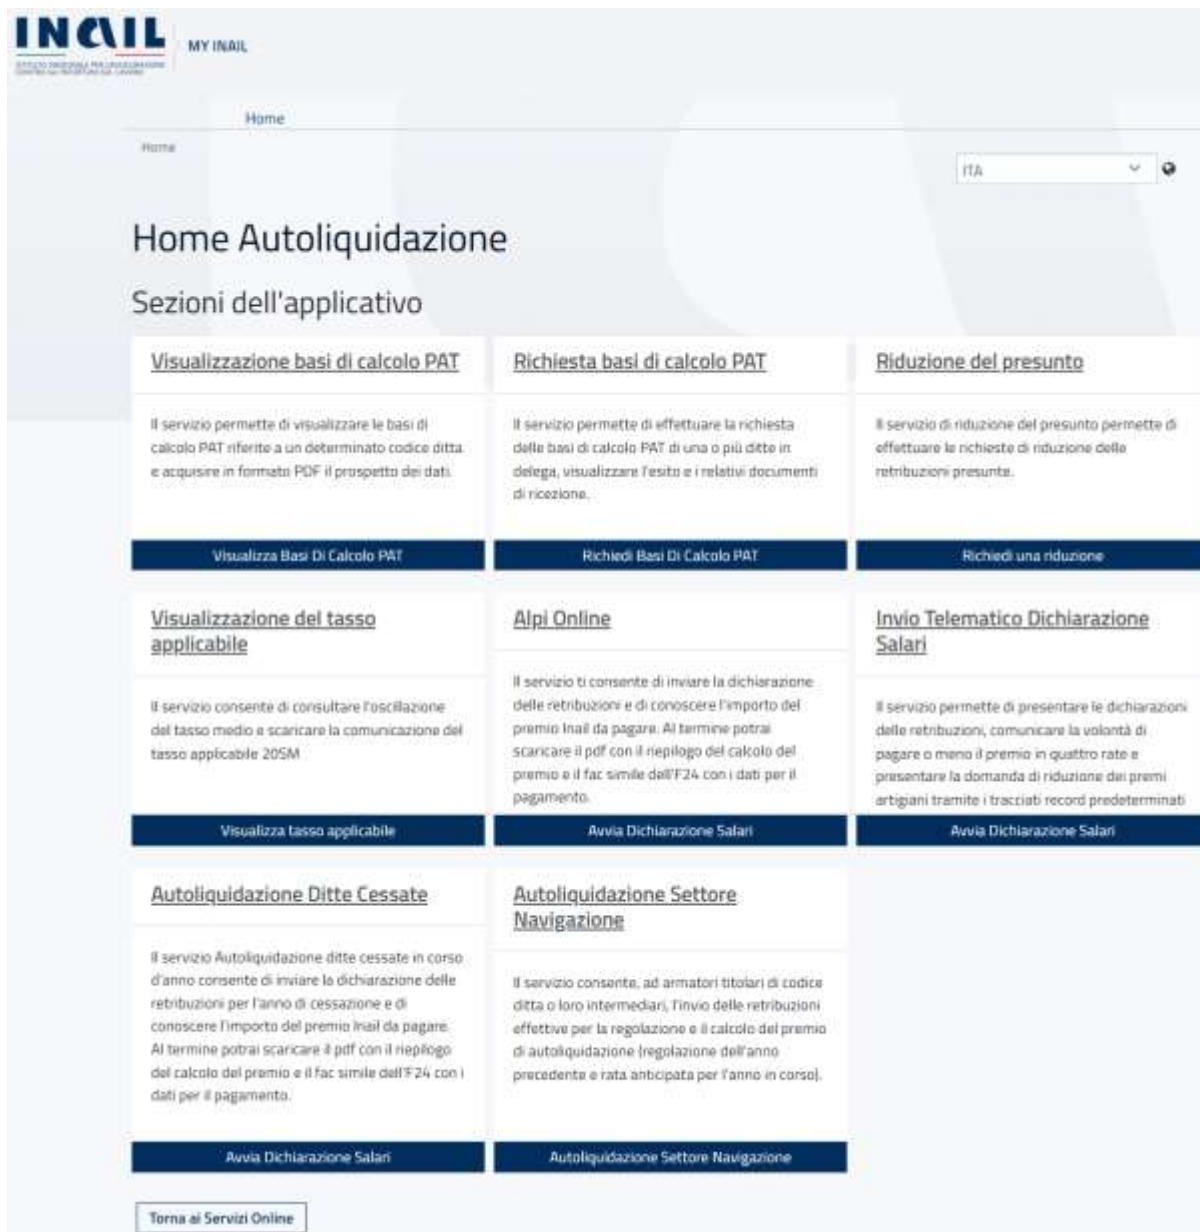 INAIL
MY INAIL
ISTITUTO NAZIONALE PER L'ASSICURAZIONE
CONTRO GLI INFORTUNI SUL LAVORO
Home
Home
ITA
Home Autoliquidazione
Sezioni dell'applicativo
Visualizzazione basi di calcolo PAT
Il servizio permette di visualizzare le basi di
calcolo PAT riferite a un determinato codice ditta
e acquisire in formato PDF il prospetto dei dati.
Visualizza Basi Di Calcolo PAT
Richiesta basi di calcolo PAT
Il servizio permette di effettuare la richiesta
delle basi di calcolo PAT di una o più ditte in
delega, visualizzare l'esito e i relativi documenti
di ricezione.
Richiedi Basi Di Calcolo PAT
Riduzione del presunto
Il servizio di riduzione del presunto permette di
effettuare le richieste di riduzione delle
retribuzioni presunte.
Richiedi una riduzione
Visualizzazione del tasso
applicabile
Il servizio consente di consultare l'oscillazione
del tasso medio e scaricare la comunicazione del
tasso applicabile 20SM
Visualizza tasso applicabile
Alpi Online
Il servizio ti consente di inviare la dichiarazione
delle retribuzioni e di conoscere l'importo del
premio Inail da pagare. Al termine potrai
scaricare il pdf con il riepilogo del calcolo del
premio e il fac simile dell'F24 con i dati per il
pagamento.
Avvia Dichiarazione Salari
Invio Telematico Dichiarazione
Salari
Il servizio permette di presentare le dichiarazioni
delle retribuzioni, comunicare la volontà di
pagare o meno il premio in quattro rate e
presentare la domanda di riduzione dei premi
artigiani tramite i tracciati record predeterminati
Avvia Dichiarazione Salari
Autoliquidazione Ditte Cessate
Il servizio Autoliquidazione ditte cessate in corso
d'anno consente di inviare la dichiarazione delle
retribuzioni per l'anno di cessazione e di
conoscere l'importo del premio Inail da pagare.
Al termine potrai scaricare il pdf con il riepilogo
del calcolo del premio e il fac simile dell'F24 con i
dati per il pagamento.
Avvia Dichiarazione Salari
Autoliquidazione Settore
Navigazione
Il servizio consente, ad armatori titolari di codice
ditta o loro intermediari, l'invio delle retribuzioni
effettive per la regolazione e il calcolo del premio
di autoliquidazione (regolazione dell'anno
precedente e rata anticipata per l'anno in corso).
Autoliquidazione Settore Navigazione
Torna ai Servizi Online